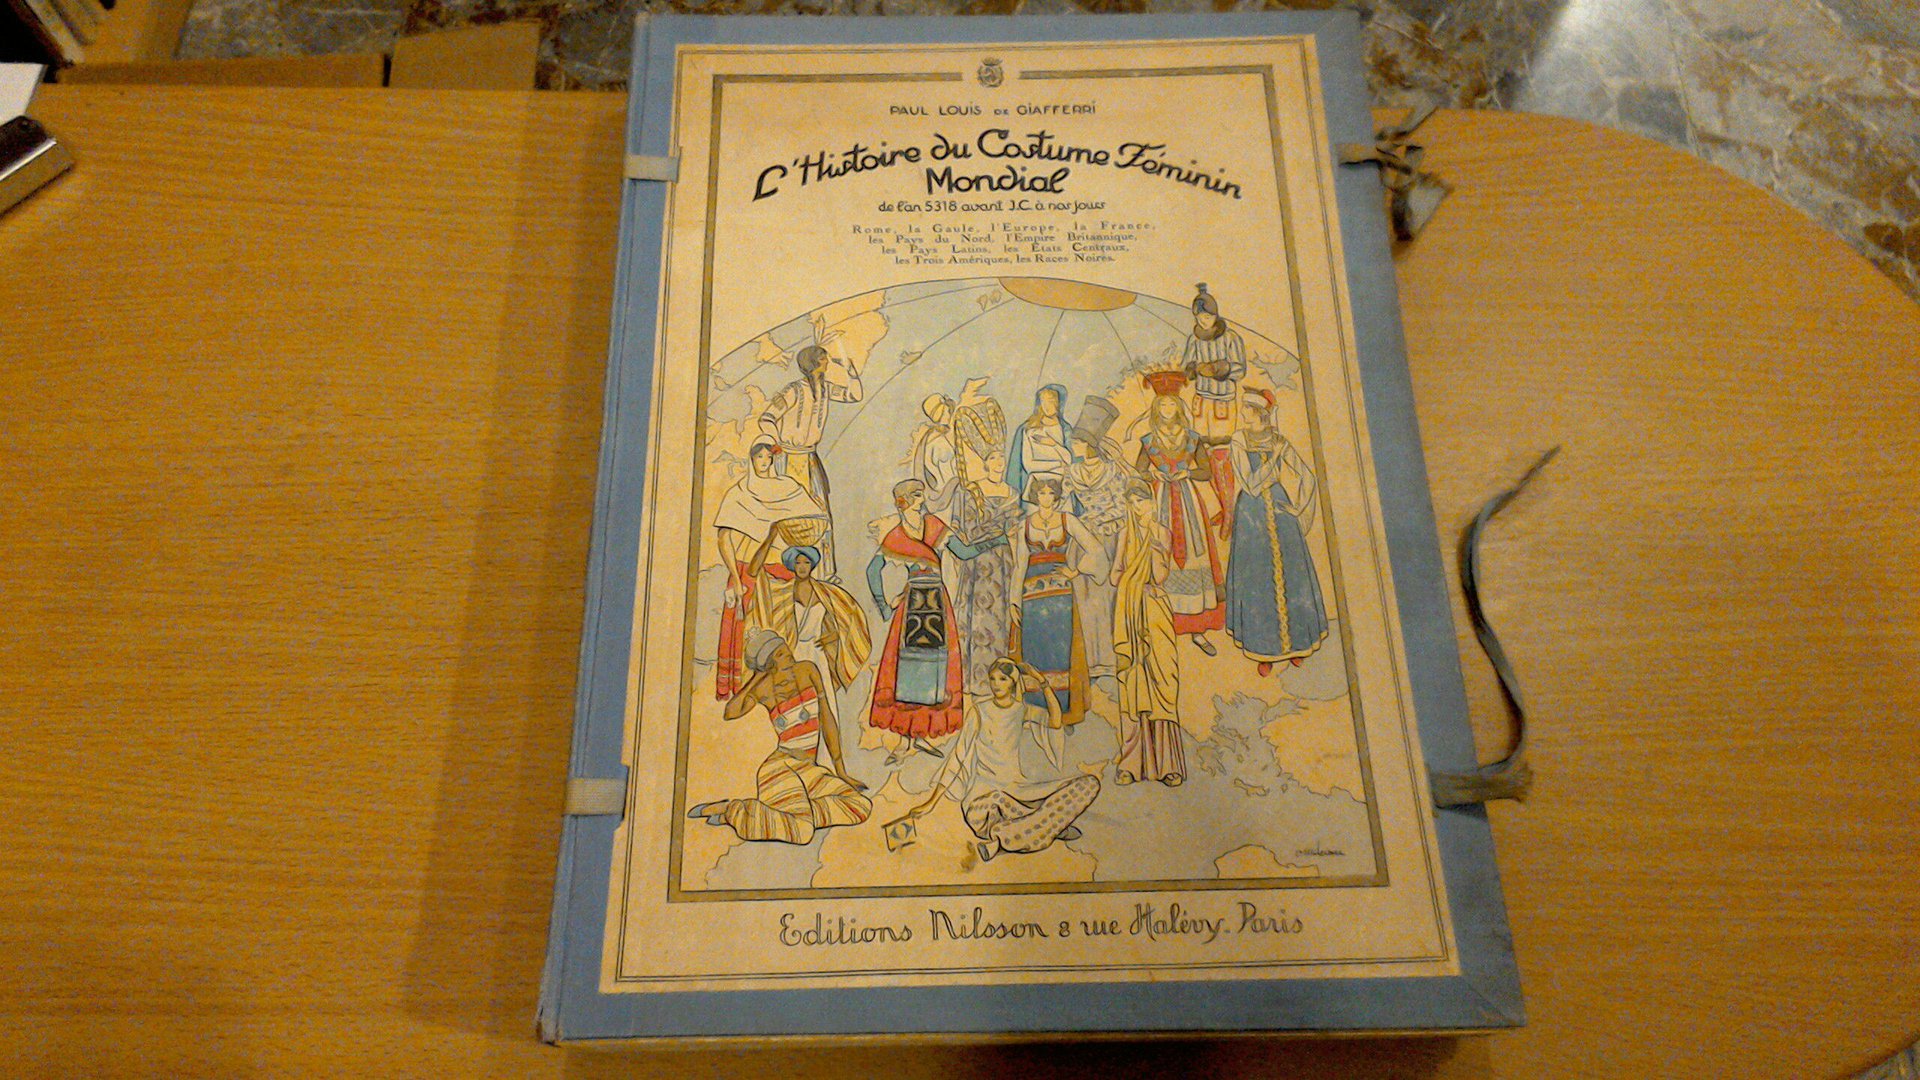 PAUL LOUIS DE GIAFFERRI
L'Histoire du Costume Féminin
Mondial
de l'an 5318 avant J.C. à nos jours
Rome, la Gaule, l'Europe, la France,
les Pays du Nord, l'Empire Britannique,
les Pays Latins, les États Centraux,
les Trois Amériques, les Races Noires.
Editions Nilsson 8 rue Halévy-Paris